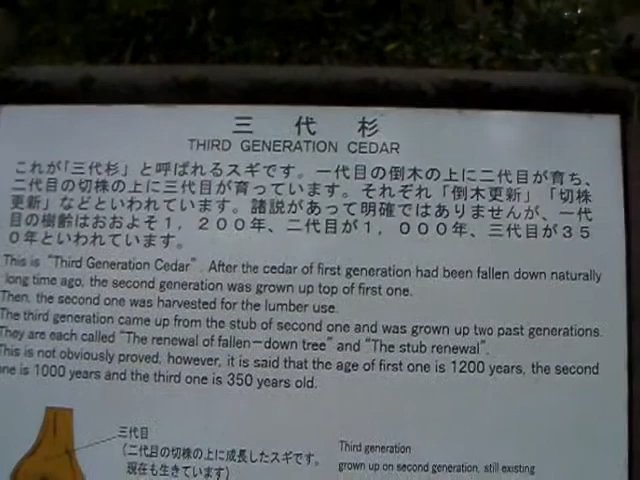 三代杉
THIRD GENERATION CEDAR
これが「三代杉」と呼ばれるスギです。一代目の倒木の上に二代目が育ち、
二代目の切株の上に三代目が育っています。それぞれ「倒木更新」「切株
更新」などといわれています。諸説があって明確ではありませんが、一代
目の樹齢はおおよそ１，２００年、二代目が１，０００年、三代目が３５
０年といわれています。
This is "Third Generation Cedar". After the cedar of first generation had been fallen down naturally
long time ago, the second generation was grown up top of first one.
Then, the second one was harvested for the lumber use.
The third generation came up from the stub of second one and was grown up two past generations.
They are each called "The renewal of fallen-down tree" and "The stub renewal".
This is not obviously proved, however, it is said that the age of first one is 1200 years, the second
one is 1000 years and the third one is 350 years old.
三代目
（二代目の切株の上に成長したスギです。
現在も生きています）
Third generation
grown up on second generation, still existing